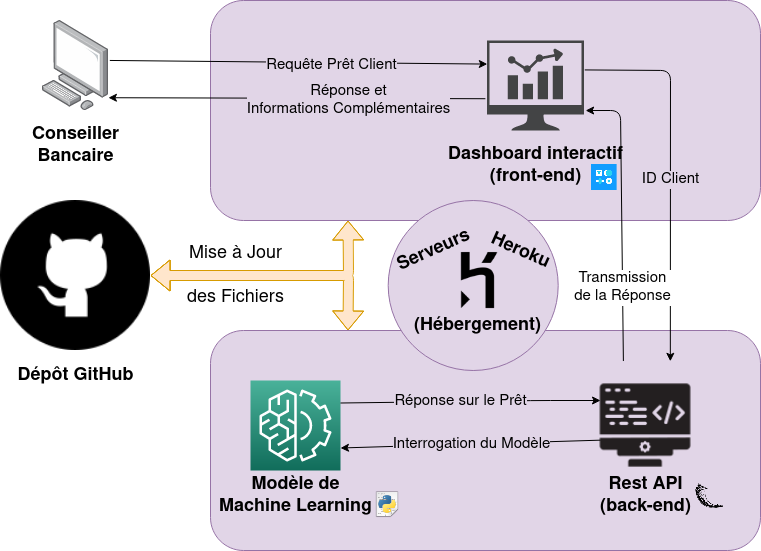 Requête Prêt Client
Réponse et
Informations Complémentaires
Conseiller
Bancaire
Dashboard interactif
(front-end)
ID Client
Mise à Jour
des Fichiers
Serveurs Heroku
(Hébergement)
Transmission
de la Réponse
Dépôt GitHub
Réponse sur le Prêt
Interrogation du Modèle
Modèle de
Machine Learning
Rest API
(back-end)